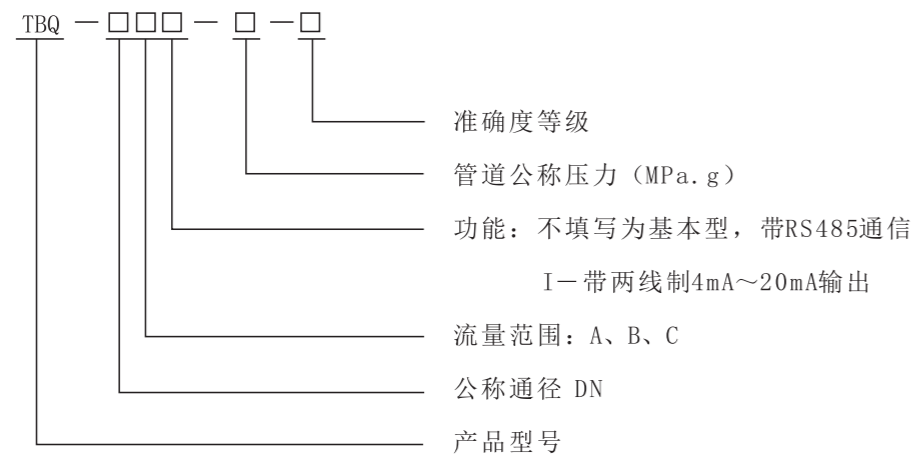 TBQ－□□□－□－□
准确度等级
管道公称压力（MPa.g）
功能：不填写为基本型，带RS485通信
I－带两线制4mA～20mA输出
流量范围：A、B、C
公称通径 DN
产品型号